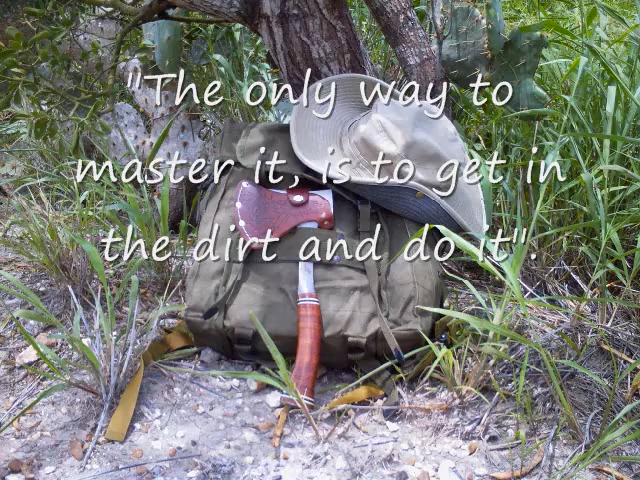 "The only way to
master it, is to get in
the dirt and do it".